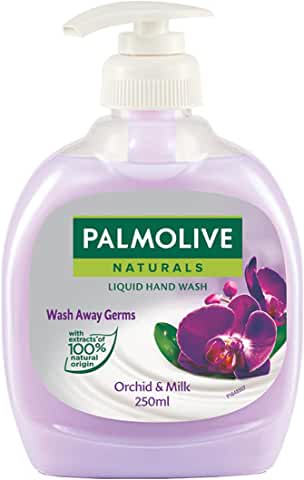 PALMOLIVE
NATURALS
LIQUID HAND WASH
Wash Away Germs
with
extracts of
100%
natural
origin
Orchid & Milk
250ml